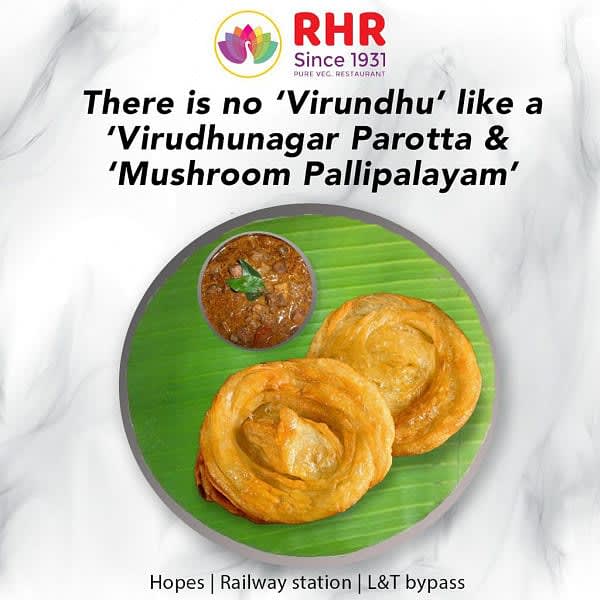 RHR
Since 1931
PURE VEG. RESTAURANT
There is no ‘Virundhu’ like a
‘Virudhunagar Parotta &
‘Mushroom Pallipalayam’
Hopes | Railway station | L&T bypass